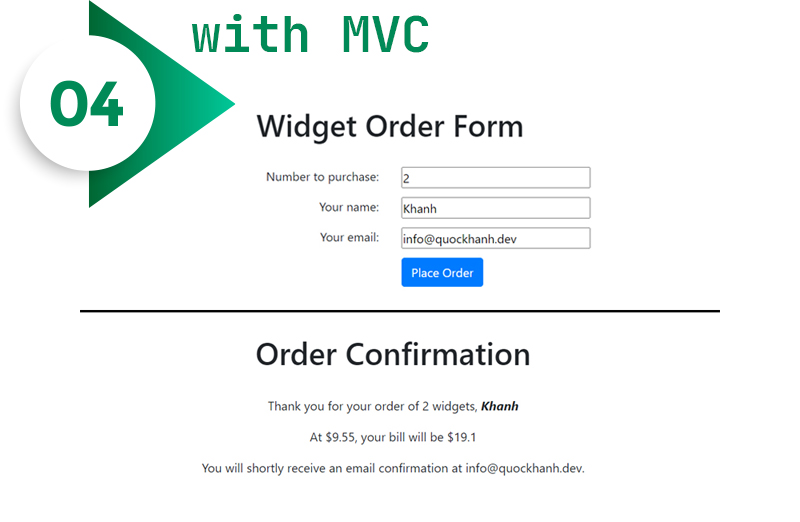 with MVC
04
Widget Order Form
Number to purchase: 2
Your name: Khanh
Your email: info@quockhanh.dev
Place Order
Order Confirmation
Thank you for your order of 2 widgets, Khanh
At $9.55, your bill will be $19.1
You will shortly receive an email confirmation at info@quockhanh.dev.